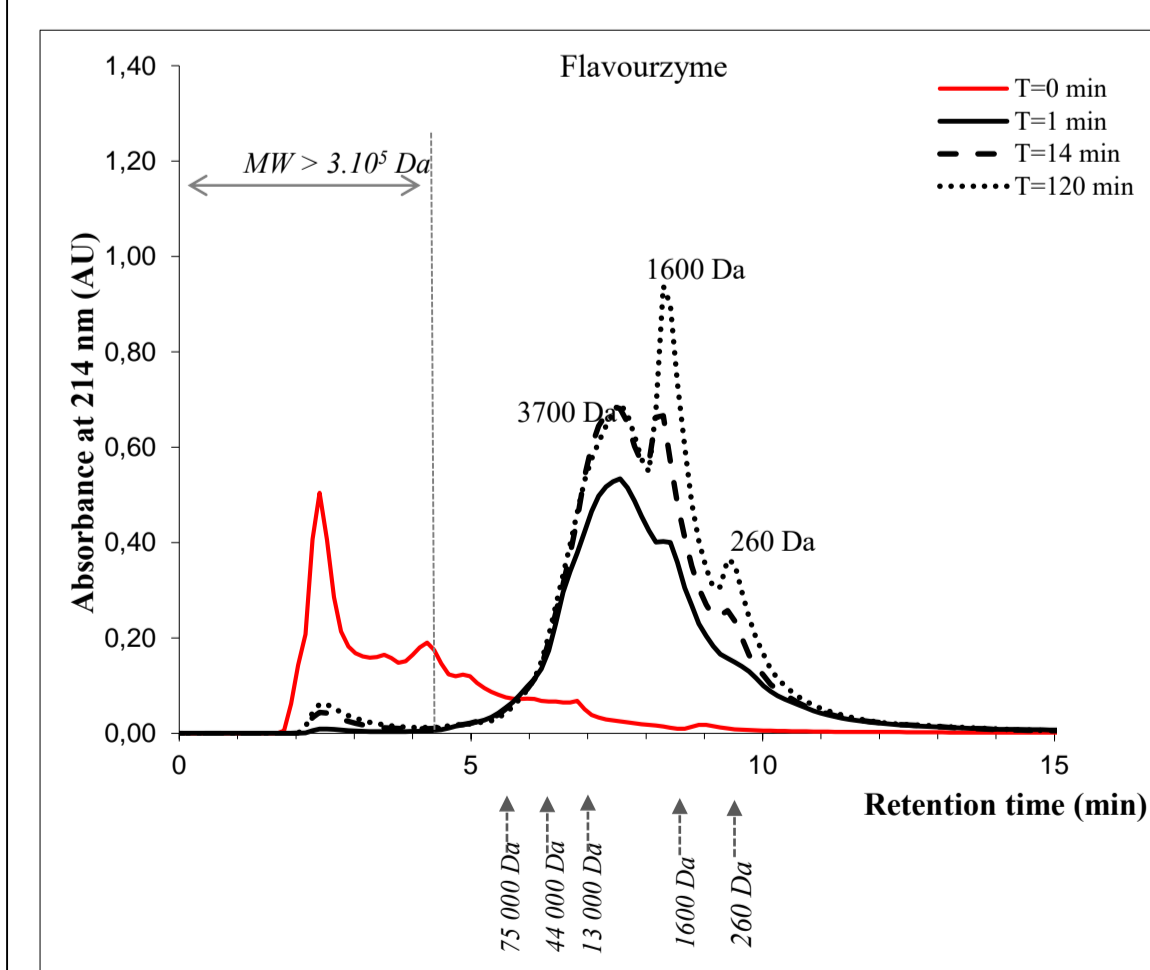 Flavourzyme
1,40
1,20
1,00
0,80
0,60
0,40
0,20
0,00
Absorbance at 214 nm (AU)
MW > 3.10⁵ Da
T=0 min
T=1 min
T=14 min
T=120 min
1600 Da
3700 Da
260 Da
0 5 10 15
Retention time (min)
75 000 Da
44 000 Da
13 000 Da
1600 Da
260 Da